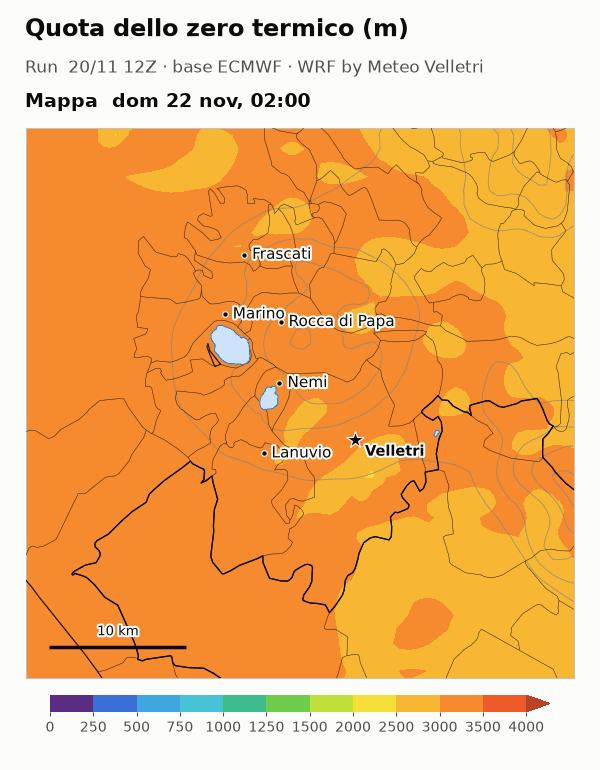 Quota dello zero termico (m)
Run  20/11 12Z · base ECMWF · WRF by Meteo Velletri
Mappa  dom 22 nov, 02:00
Frascati
Marino
Rocca di Papa
Nemi
Velletri
Lanuvio
10 km
0 250 500 750 1000 1250 1500 2000 2500 3000 3500 4000